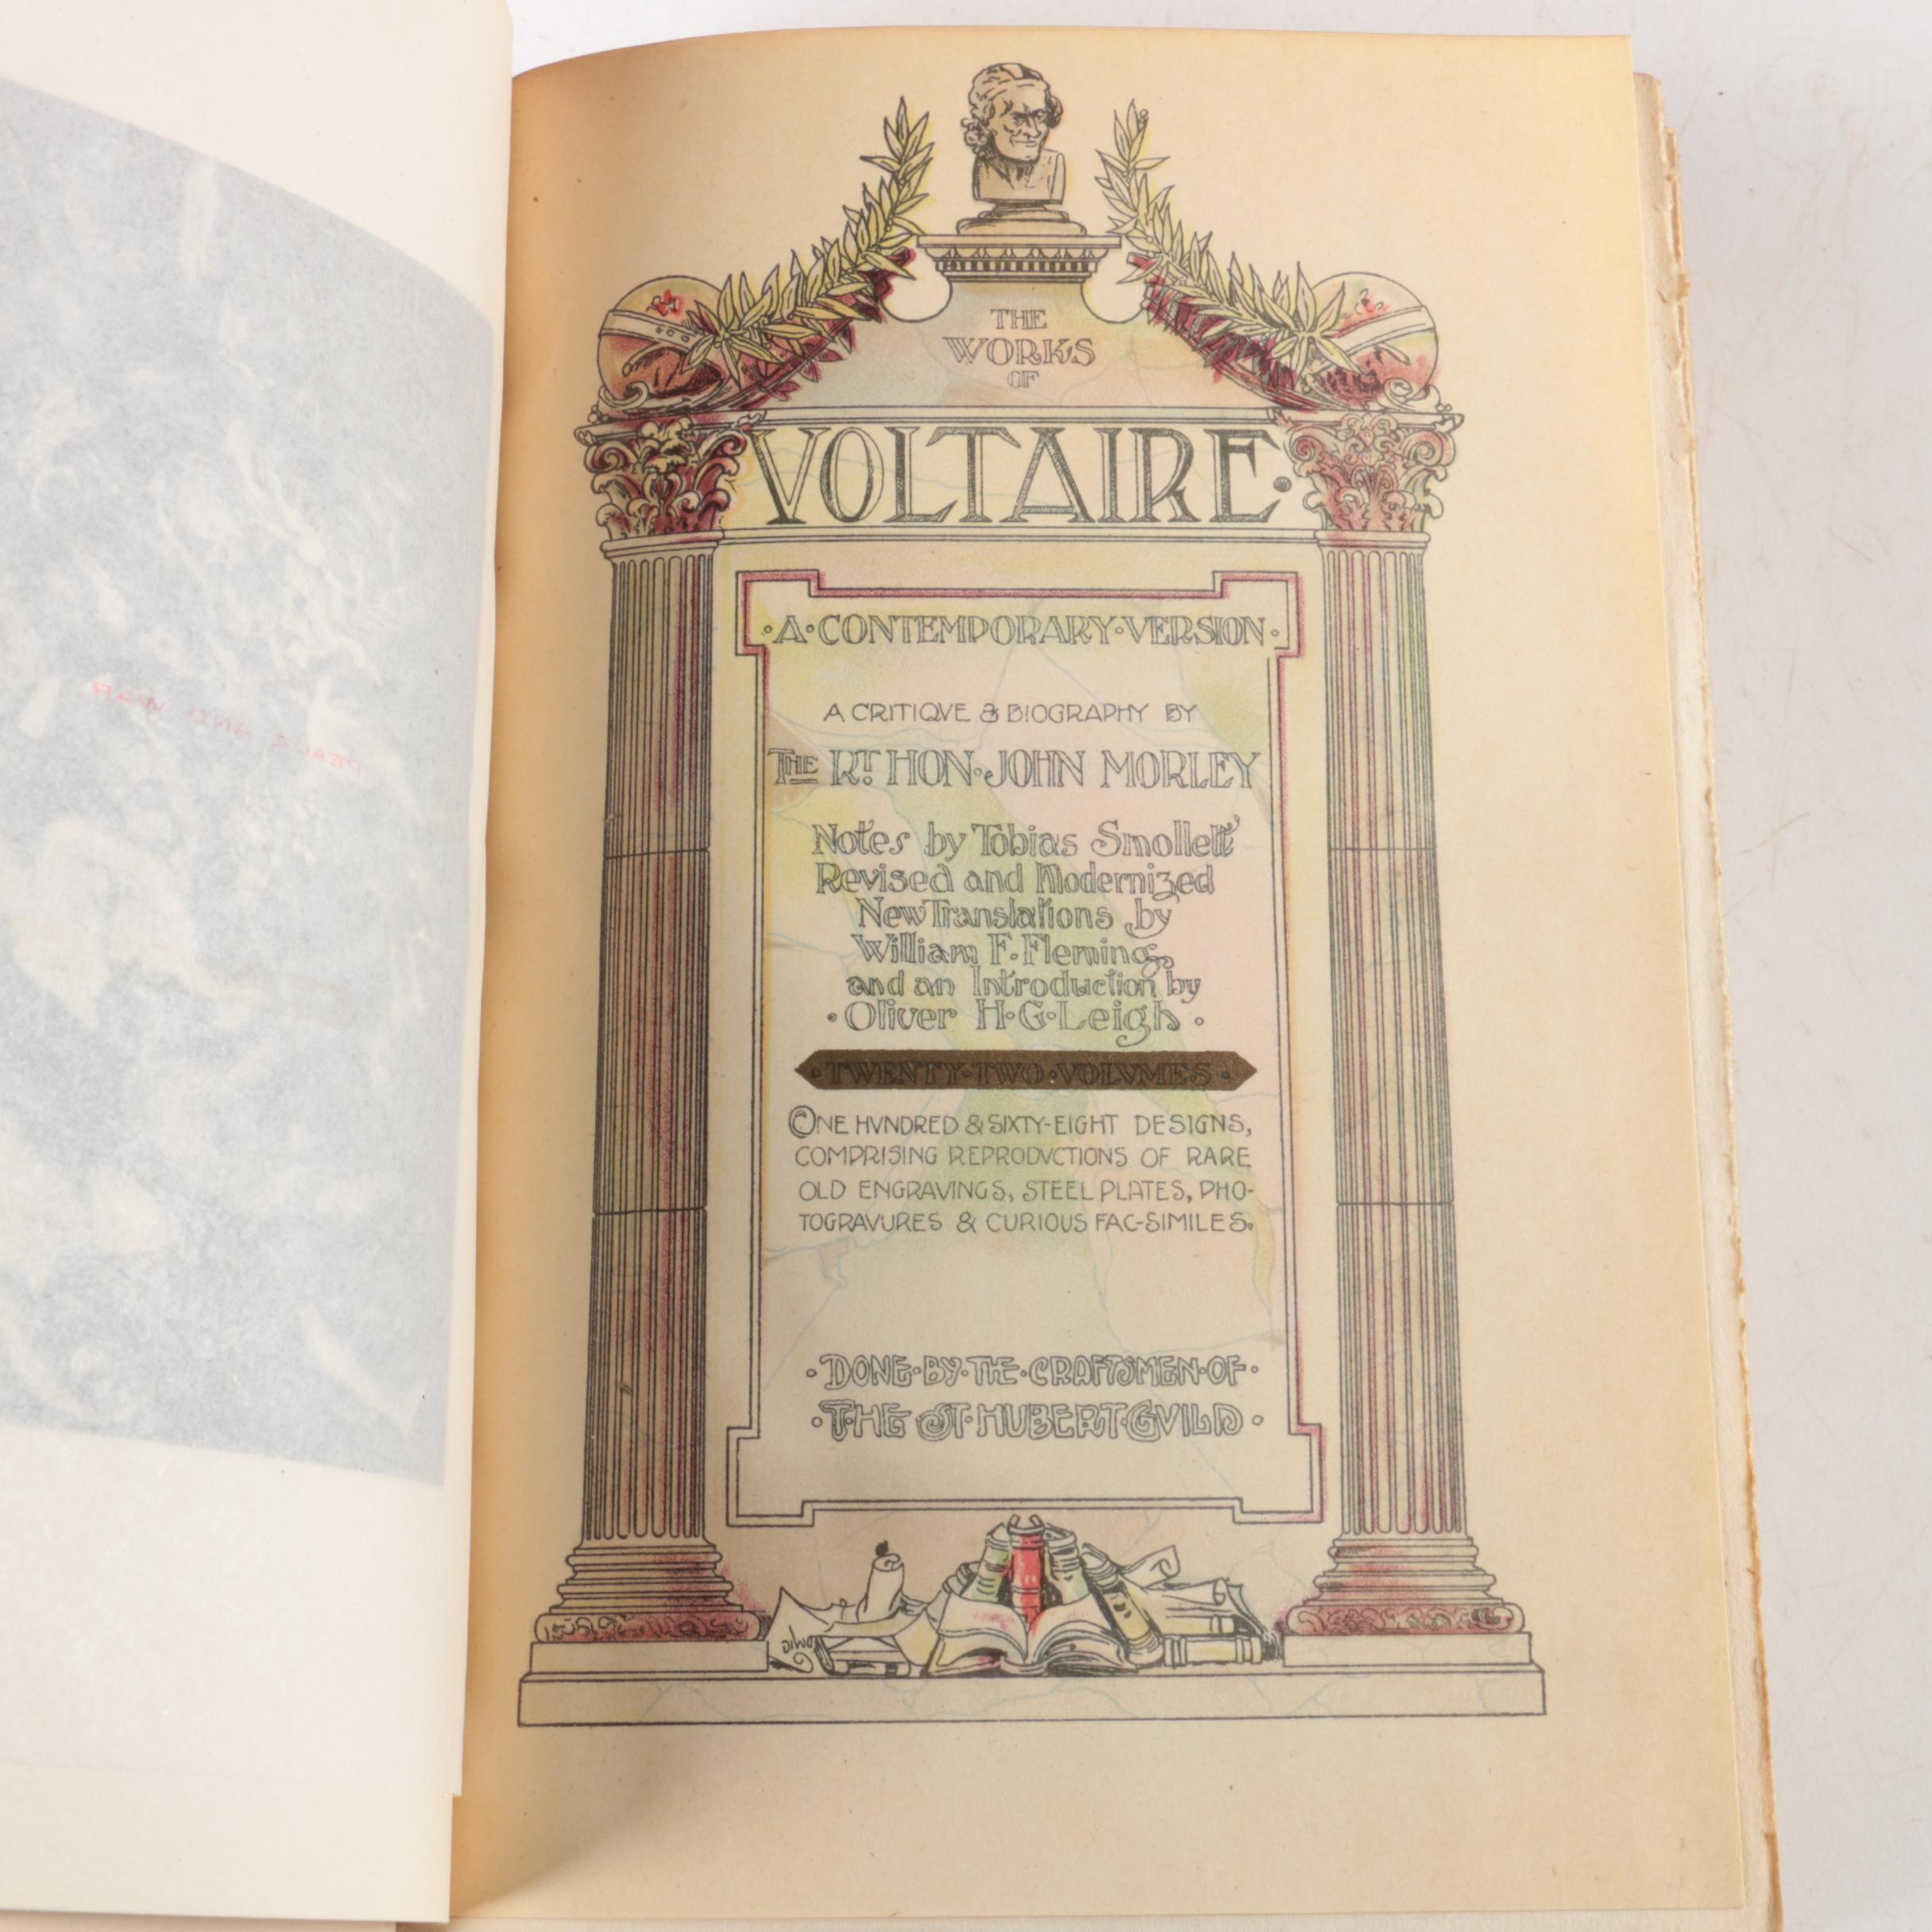 PEACE AND WAR
THE
WORKS
OF
VOLTAIRE·
·A·CONTEMPORARY·VERSION·
A CRITIQVE & BIOGRAPHY BY
THE RT. HON·JOHN MORLEY
Notes by Tobias Smollett
Revised and Modernized
New Translations by
William F. Fleming
and an Introduction by
·Oliver H·G·Leigh·
·TWENTY-TWO·VOLVMES·
ONE HVNDRED & SIXTY-EIGHT DESIGNS,
COMPRISING REPRODVCTIONS OF RARE
OLD ENGRAVINGS, STEEL PLATES, PHO-
TOGRAVURES & CURIOUS FAC-SIMILES.
·DONE·BY·THE·CRAFTSMEN·OF·
·THE·ST·HUBERT·GVILD·